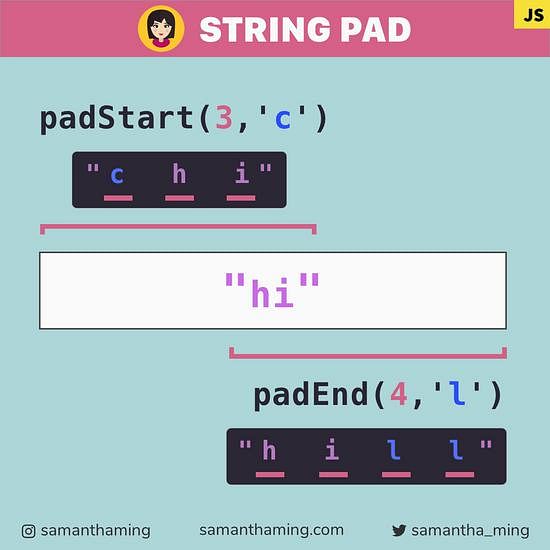 STRING PAD
JS
padStart(3,'c')
"c h i"
"hi"
padEnd(4,'l')
"h i l l"
samanthaming samanthaming.com samantha_ming